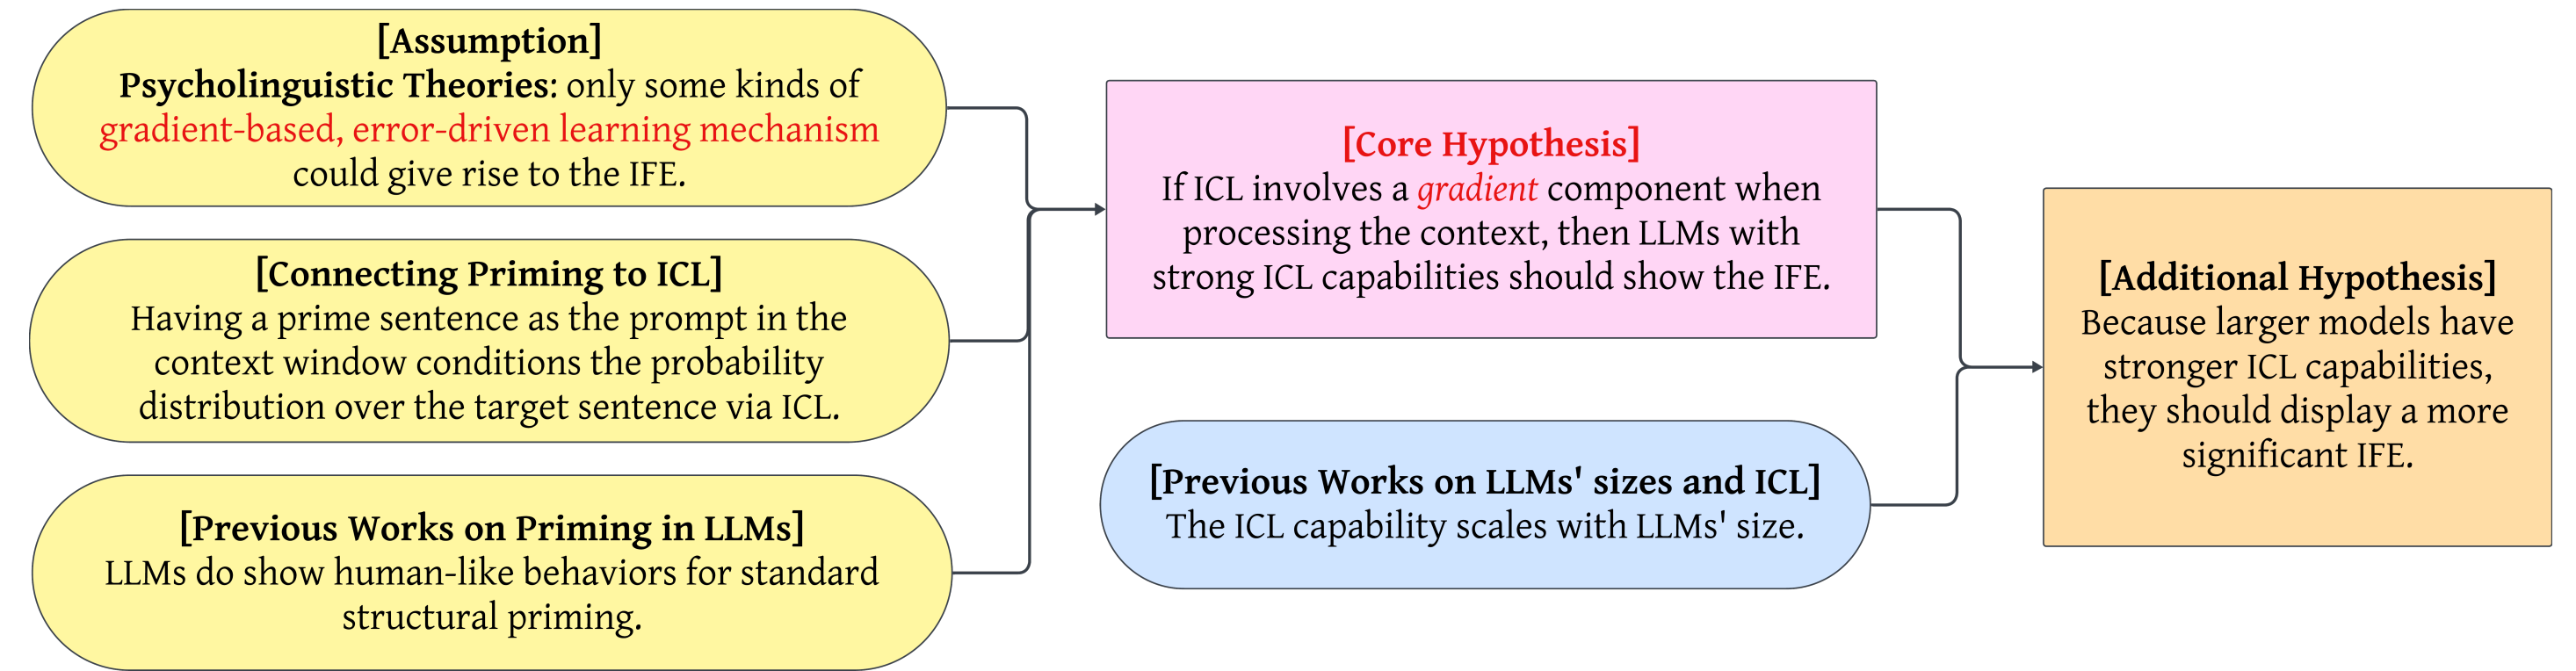 [Assumption]
Psycholinguistic Theories: only some kinds of
gradient-based, error-driven learning mechanism
could give rise to the IFE.
[Connecting Priming to ICL]
Having a prime sentence as the prompt in the
context window conditions the probability
distribution over the target sentence via ICL.
[Previous Works on Priming in LLMs]
LLMs do show human-like behaviors for standard
structural priming.
[Core Hypothesis]
If ICL involves a gradient component when
processing the context, then LLMs with
strong ICL capabilities should show the IFE.
[Previous Works on LLMs' sizes and ICL]
The ICL capability scales with LLMs' size.
[Additional Hypothesis]
Because larger models have
stronger ICL capabilities,
they should display a more
significant IFE.